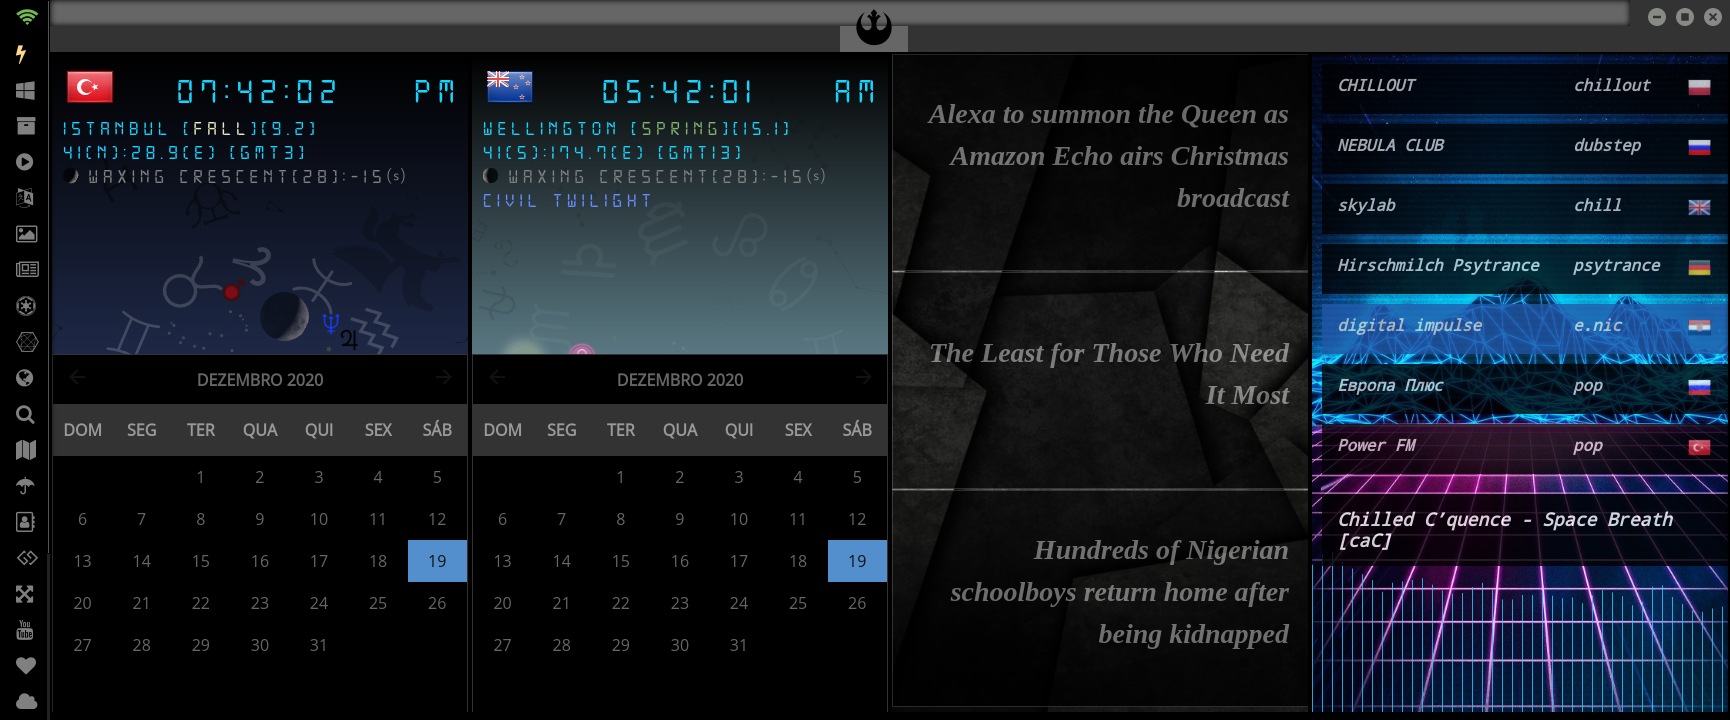 07:42:02 PM
ISTANBUL [FALL][9.2]
41(N):28.9(E) [GMT3]
WAXING CRESCENT[28]:-15(s)
DEZEMBRO 2020
DOM SEG TER QUA QUI SEX SÁB
1 2 3 4 5
6 7 8 9 10 11 12
13 14 15 16 17 18 19
20 21 22 23 24 25 26
27 28 29 30 31
05:42:01 AM
WELLINGTON [SPRING][15.1]
41(S):174.7(E) [GMT13]
WAXING CRESCENT[28]:-15(s)
CIVIL TWILIGHT
DEZEMBRO 2020
DOM SEG TER QUA QUI SEX SÁB
1 2 3 4 5
6 7 8 9 10 11 12
13 14 15 16 17 18 19
20 21 22 23 24 25 26
27 28 29 30 31
Alexa to summon the Queen as
Amazon Echo airs Christmas
broadcast
The Least for Those Who Need
It Most
Hundreds of Nigerian
schoolboys return home after
being kidnapped
CHILLOUT chillout
NEBULA CLUB dubstep
skylab chill
Hirschmilch Psytrance psytrance
digital impulse e.nic
Европа Плюс pop
Power FM pop
Chilled C'quence - Space Breath
[caC]
You
Tube